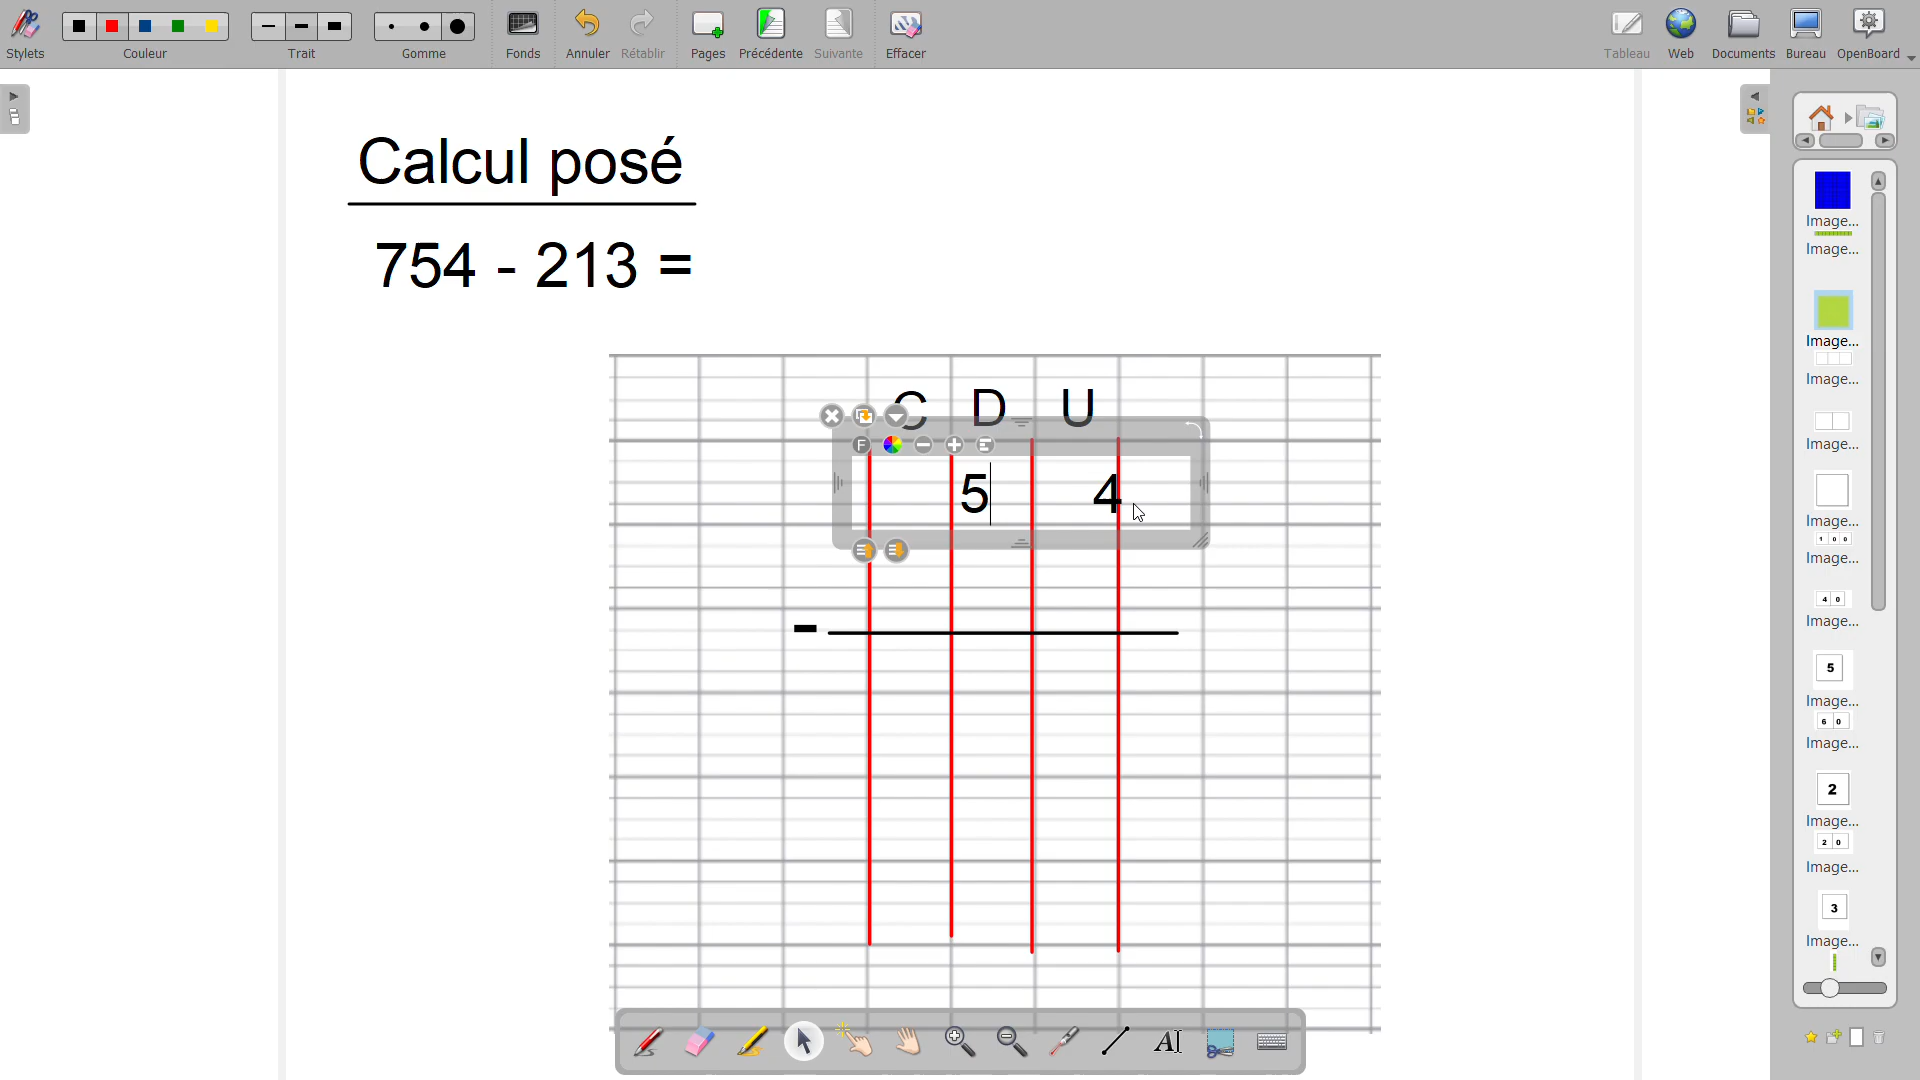 Stylets
Couleur
Trait
Gomme
Fonds
Annuler
Rétablir
Pages
Précédente
Suivante
Effacer
Tableau
Web
Documents
Bureau
OpenBoard
Calcul posé
754 - 213 =
C D U
F
5 4
-
Image...
Image...
Image...
Image...
Image...
Image...
1 0 0
Image...
4 0
Image...
5
Image...
6 0
Image...
2
Image...
2 0
Image...
3
Image...
AI